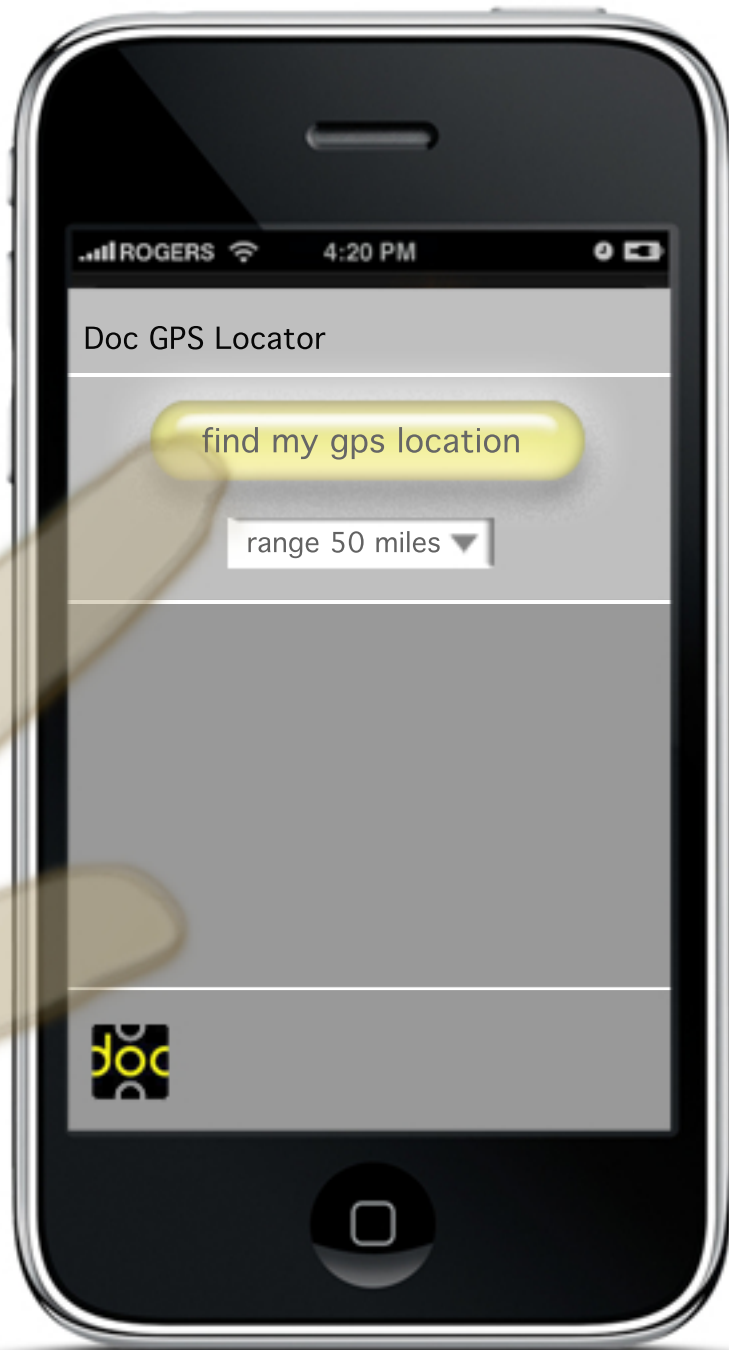 ROGERS 4:20 PM
Doc GPS Locator
find my gps location
range 50 miles
doc